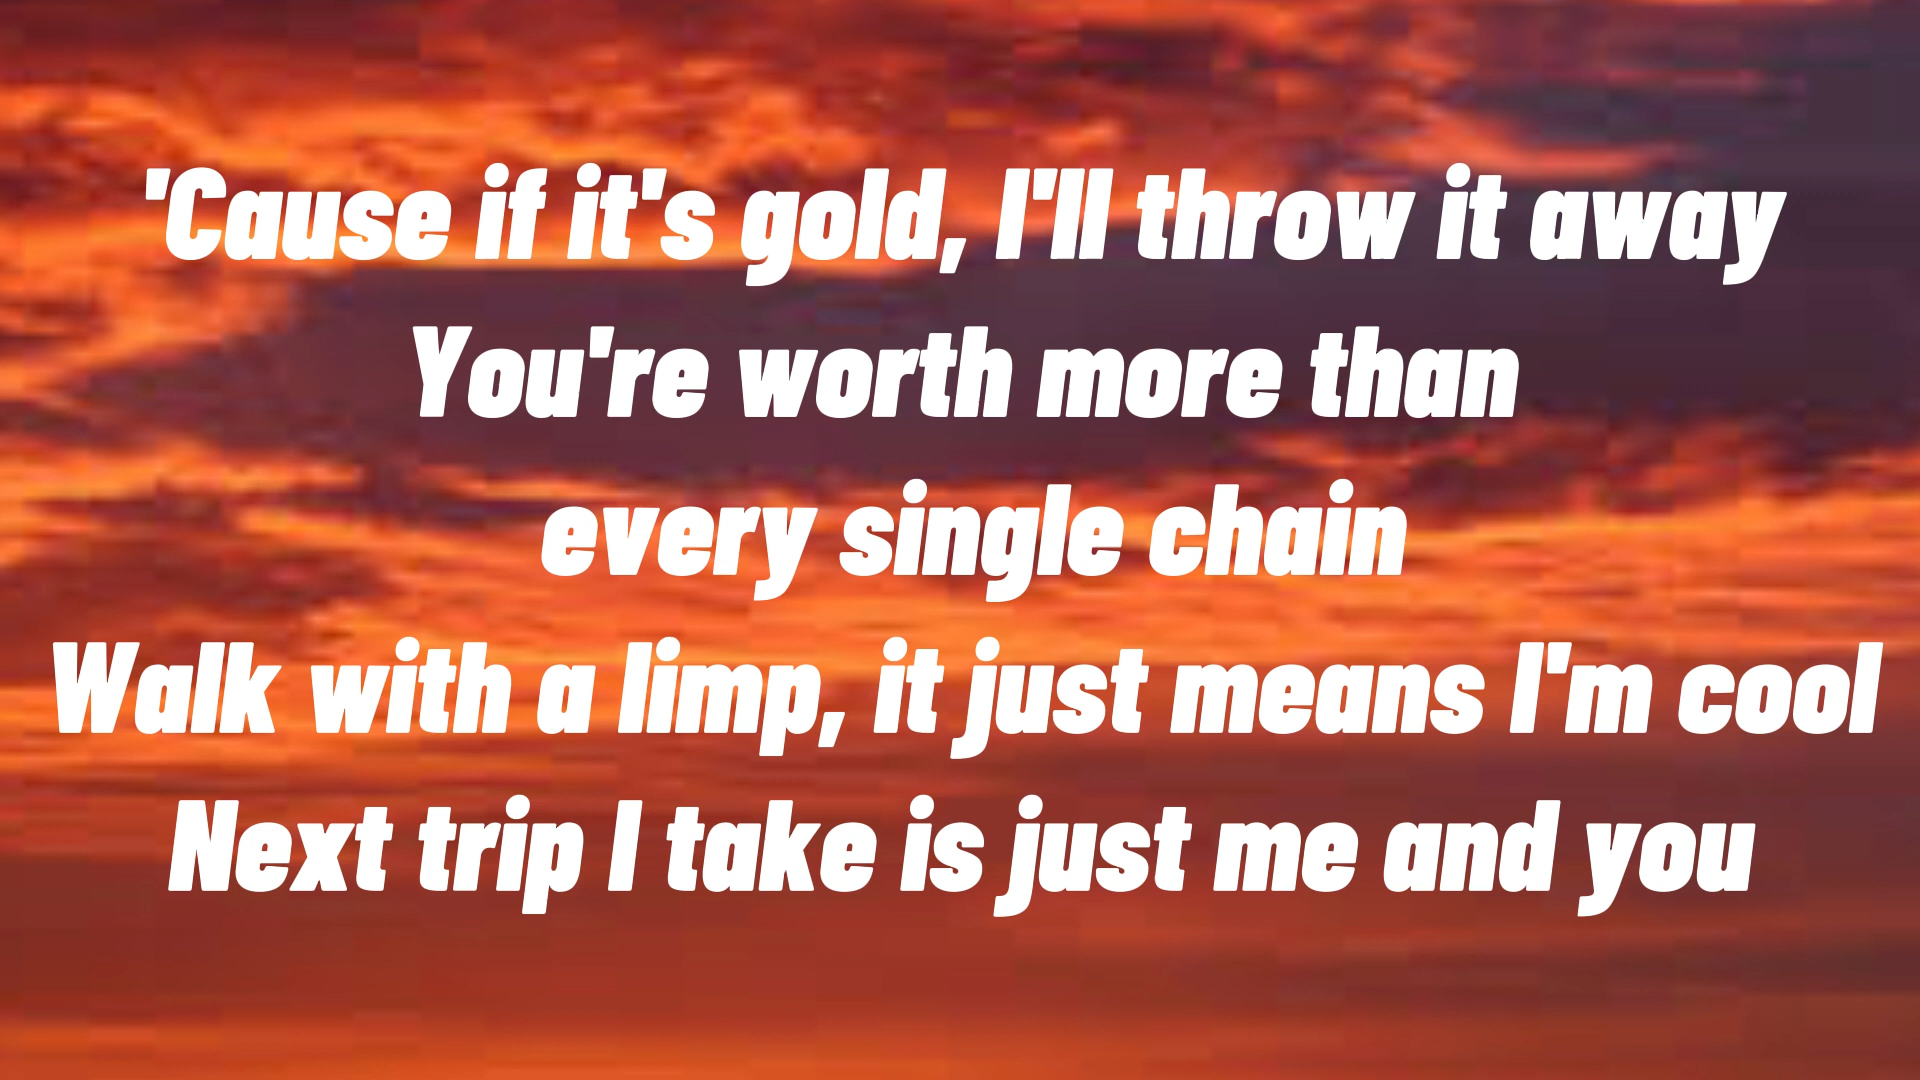 'Cause if it's gold, I'll throw it away
You're worth more than
every single chain
Walk with a limp, it just means I'm cool
Next trip I take is just me and you